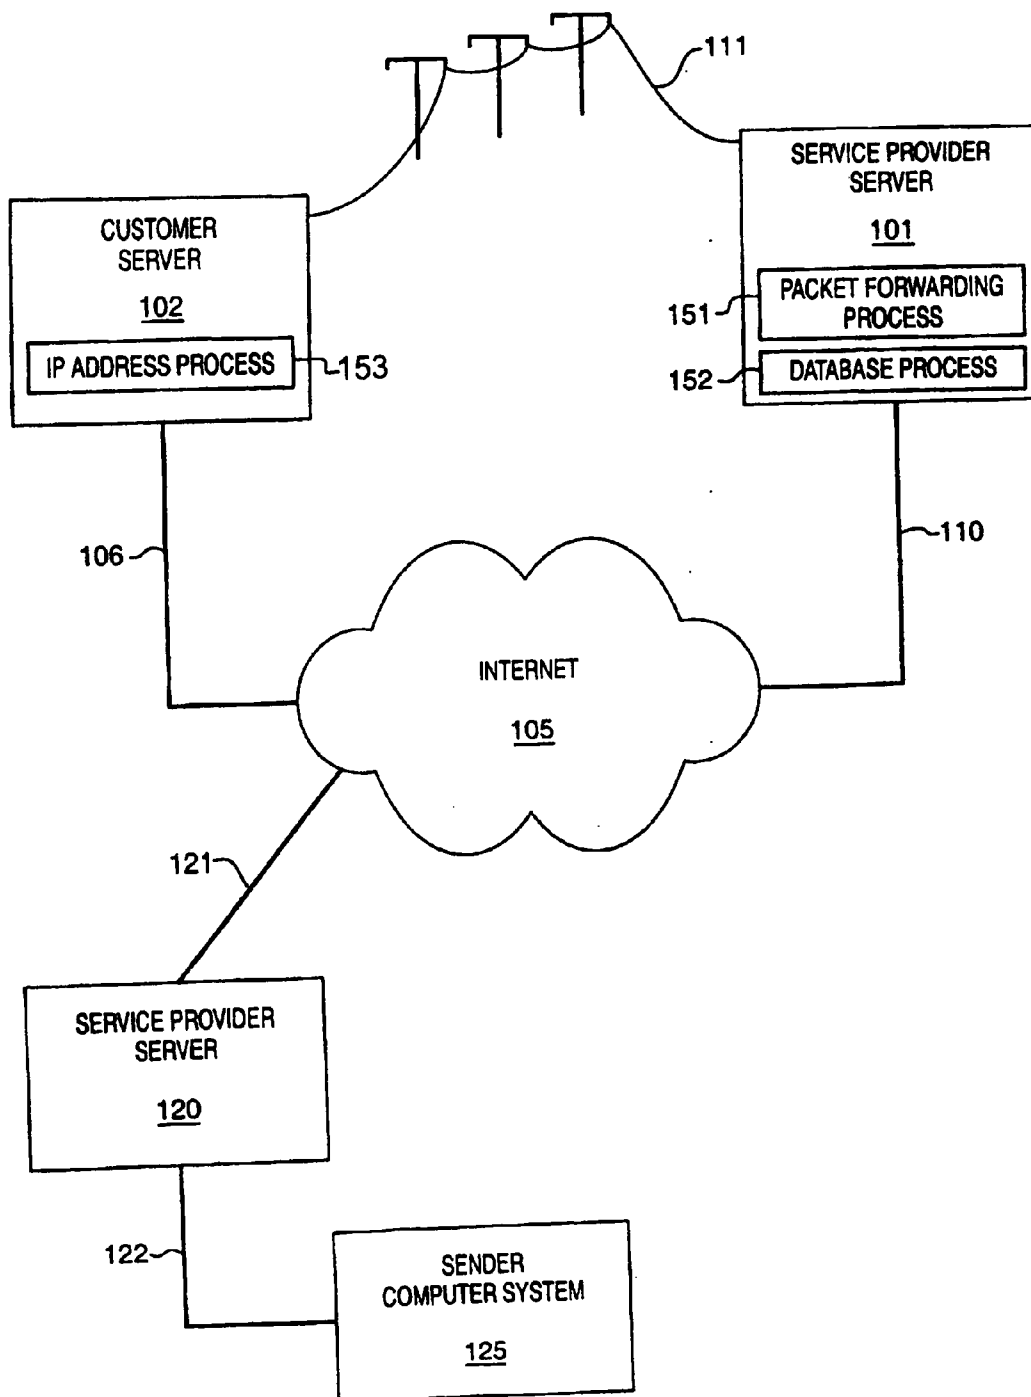 111
SERVICE PROVIDER
SERVER
101
PACKET FORWARDING
PROCESS
151
DATABASE PROCESS
152
CUSTOMER
SERVER
102
IP ADDRESS PROCESS
153
106
110
INTERNET
105
121
SERVICE PROVIDER
SERVER
120
122
SENDER
COMPUTER SYSTEM
125